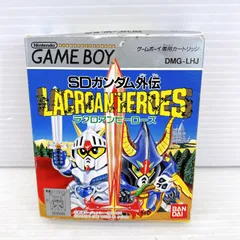 Nintendo
GAME BOY
ゲームボーイ専用カートリッジ
DMG-LHJ
SDガンダム外伝
LACROAN HEROES
ラクロアンヒーローズ
BAN
DAI